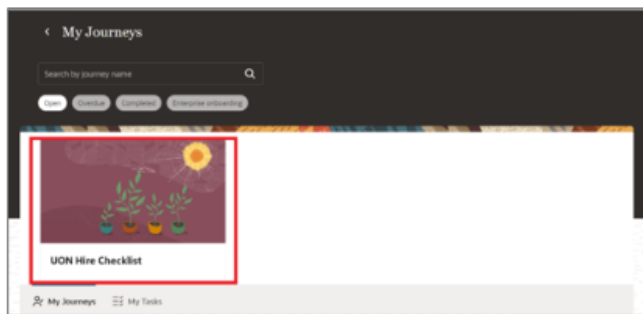 My Journeys
Search by journey name
Open Overdue Completed Enterprise onboarding
UON Hire Checklist
My Journeys My Tasks